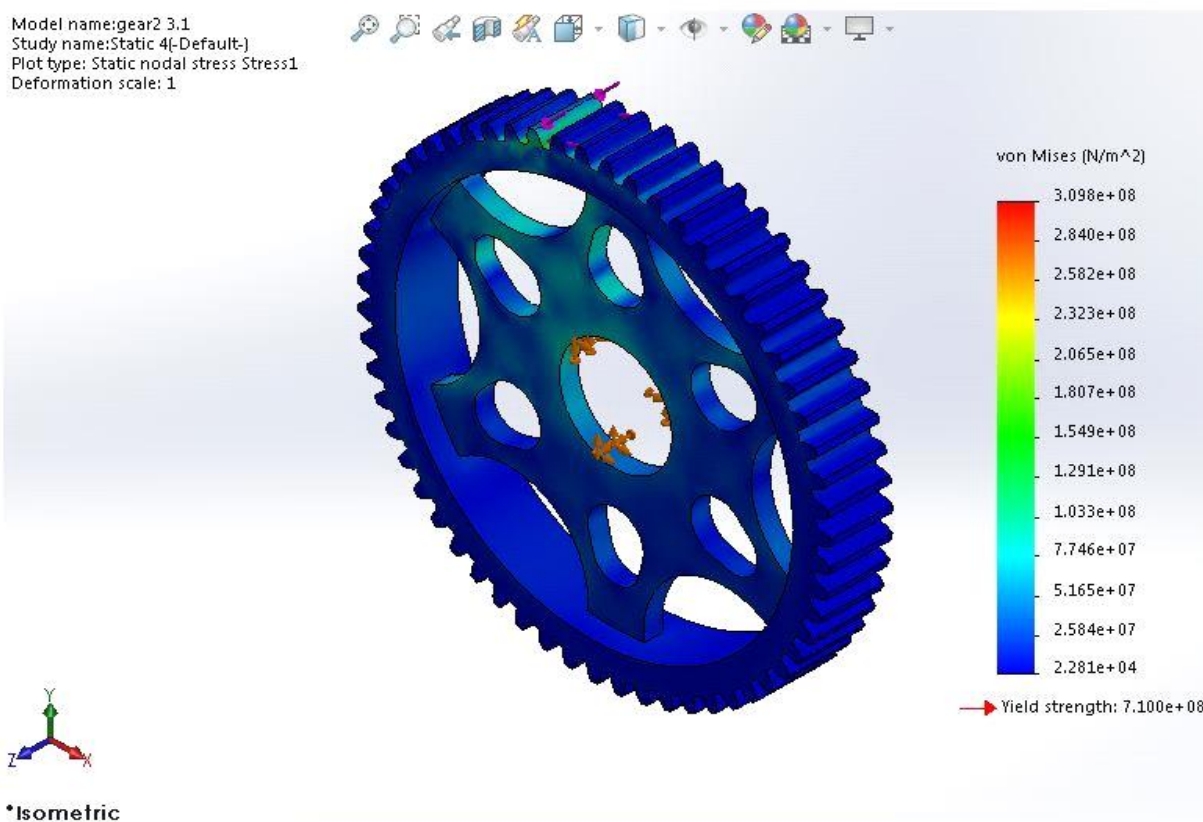 Model name:gear2 3.1
Study name:Static 4(-Default-)
Plot type: Static nodal stress Stress1
Deformation scale: 1
von Mises (N/m^2)
3.098e+08
2.840e+08
2.582e+08
2.323e+08
2.065e+08
1.807e+08
1.549e+08
1.291e+08
1.033e+08
7.746e+07
5.165e+07
2.584e+07
2.281e+04
Yield strength: 7.100e+08
Y
Z
X
*Isometric